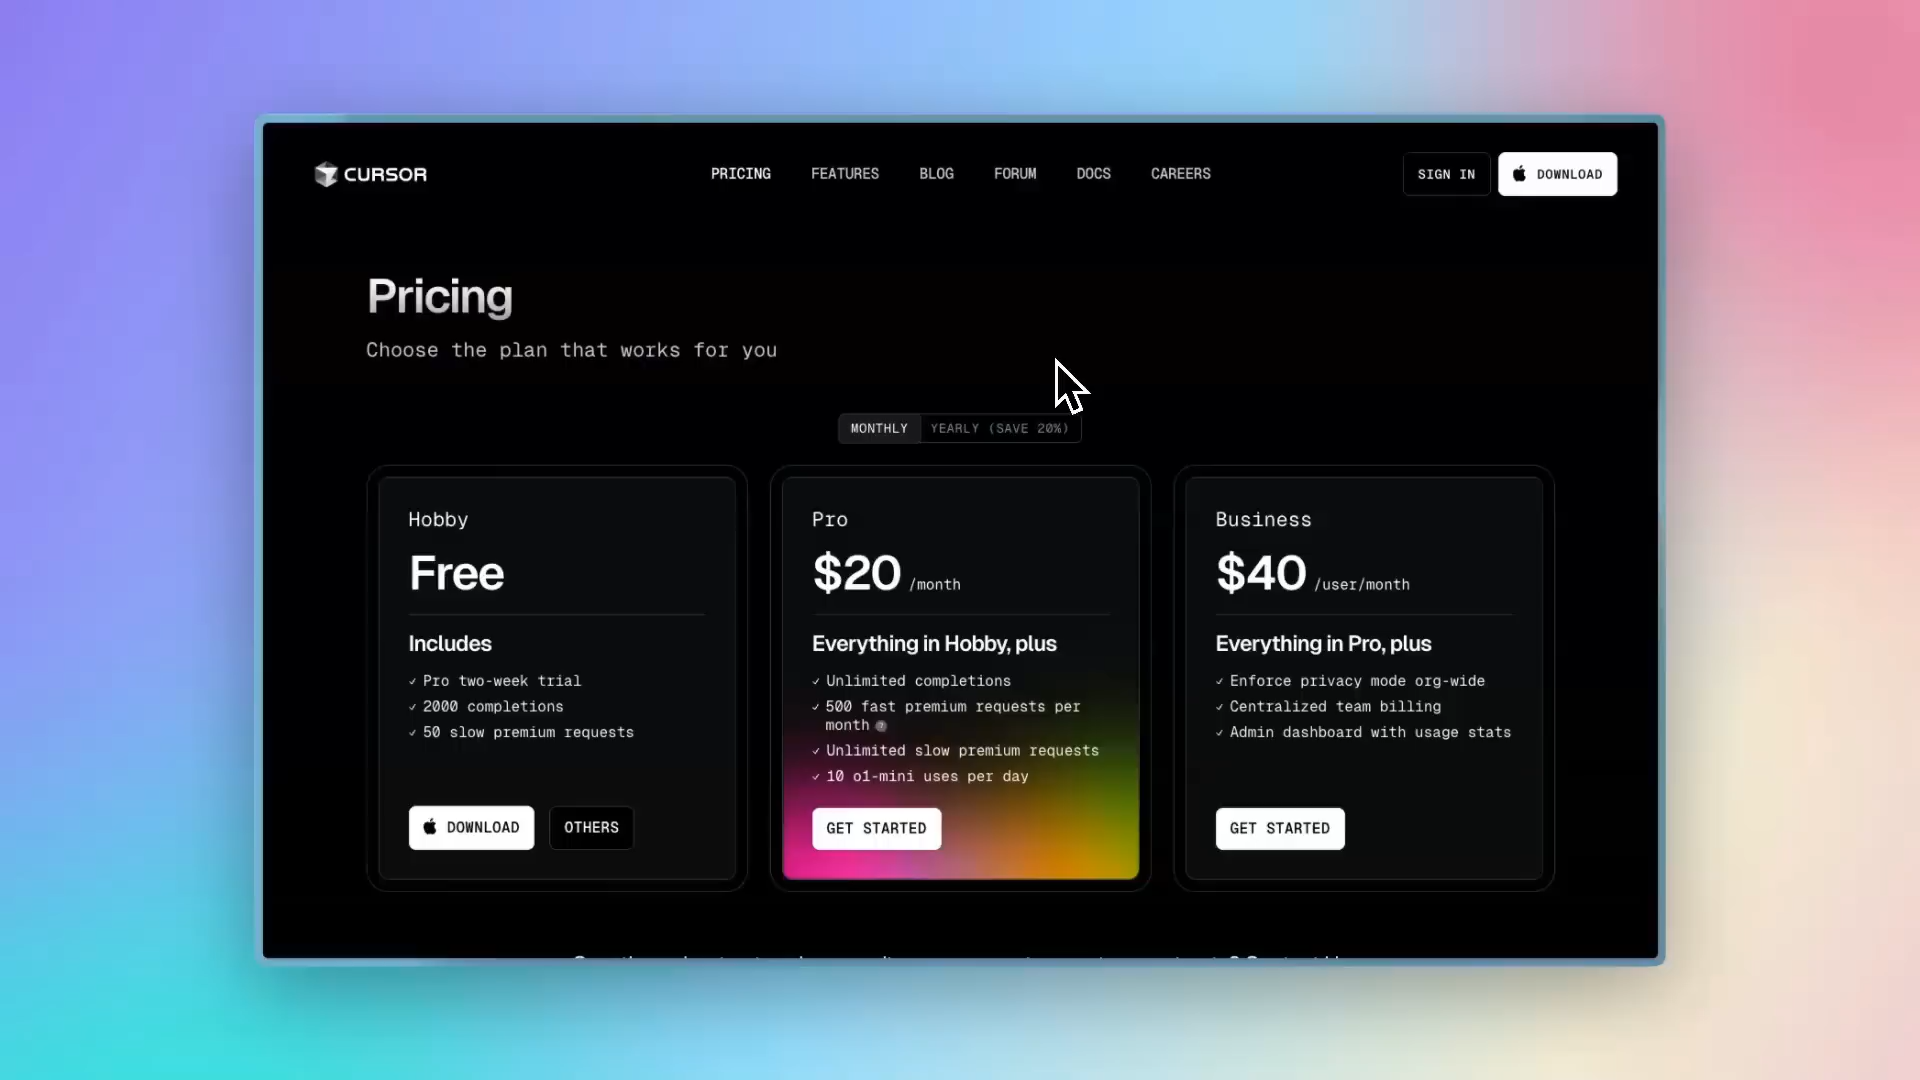 CURSOR
PRICING
FEATURES
BLOG
FORUM
DOCS
CAREERS
SIGN IN
DOWNLOAD
Pricing
Choose the plan that works for you
MONTHLY
YEARLY (SAVE 20%)
Hobby
Free
Includes
✓ Pro two-week trial
✓ 2000 completions
✓ 50 slow premium requests
DOWNLOAD
OTHERS
Pro
$20 /month
Everything in Hobby, plus
✓ Unlimited completions
✓ 500 fast premium requests per
month ?
✓ Unlimited slow premium requests
✓ 10 o1-mini uses per day
GET STARTED
Business
$40 /user/month
Everything in Pro, plus
✓ Enforce privacy mode org-wide
✓ Centralized team billing
✓ Admin dashboard with usage stats
GET STARTED